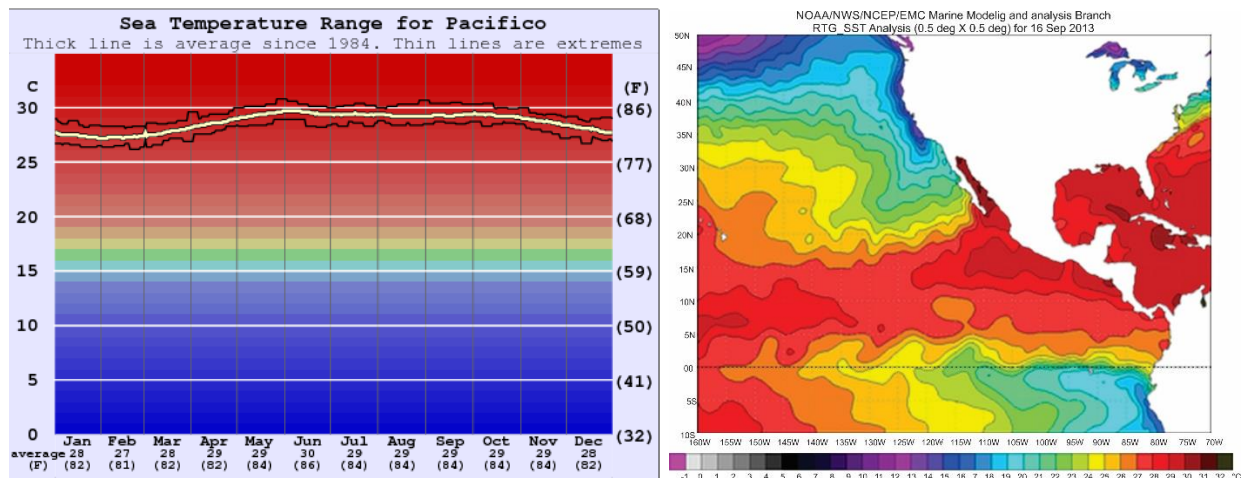 Sea Temperature Range for Pacifico
Thick line is average since 1984. Thin lines are extremes
C (F)
30 (86)
25 (77)
20 (68)
15 (59)
10 (50)
5 (41)
0 (32)
Jan Feb Mar Apr May Jun Jul Aug Sep Oct Nov Dec
average 28 27 28 29 29 30 29 29 29 29 29 28
(F) (82) (81) (82) (82) (84) (86) (84) (84) (84) (84) (84) (82)
NOAA/NWS/NCEP/EMC Marine Modelig and analysis Branch
RTG_SST Analysis (0.5 deg X 0.5 deg) for 16 Sep 2013
50N
45N
40N
35N
30N
25N
20N
15N
10N
5N
00
5S
10S
160W 155W 150W 145W 140W 135W 130W 125W 120W 115W 110W 105W 100W 95W 90W 85W 80W 75W 70W
-1 0 1 2 3 4 5 6 7 8 9 10 11 12 13 14 15 16 17 18 19 20 21 22 23 24 25 26 27 28 29 30 31 32 °C